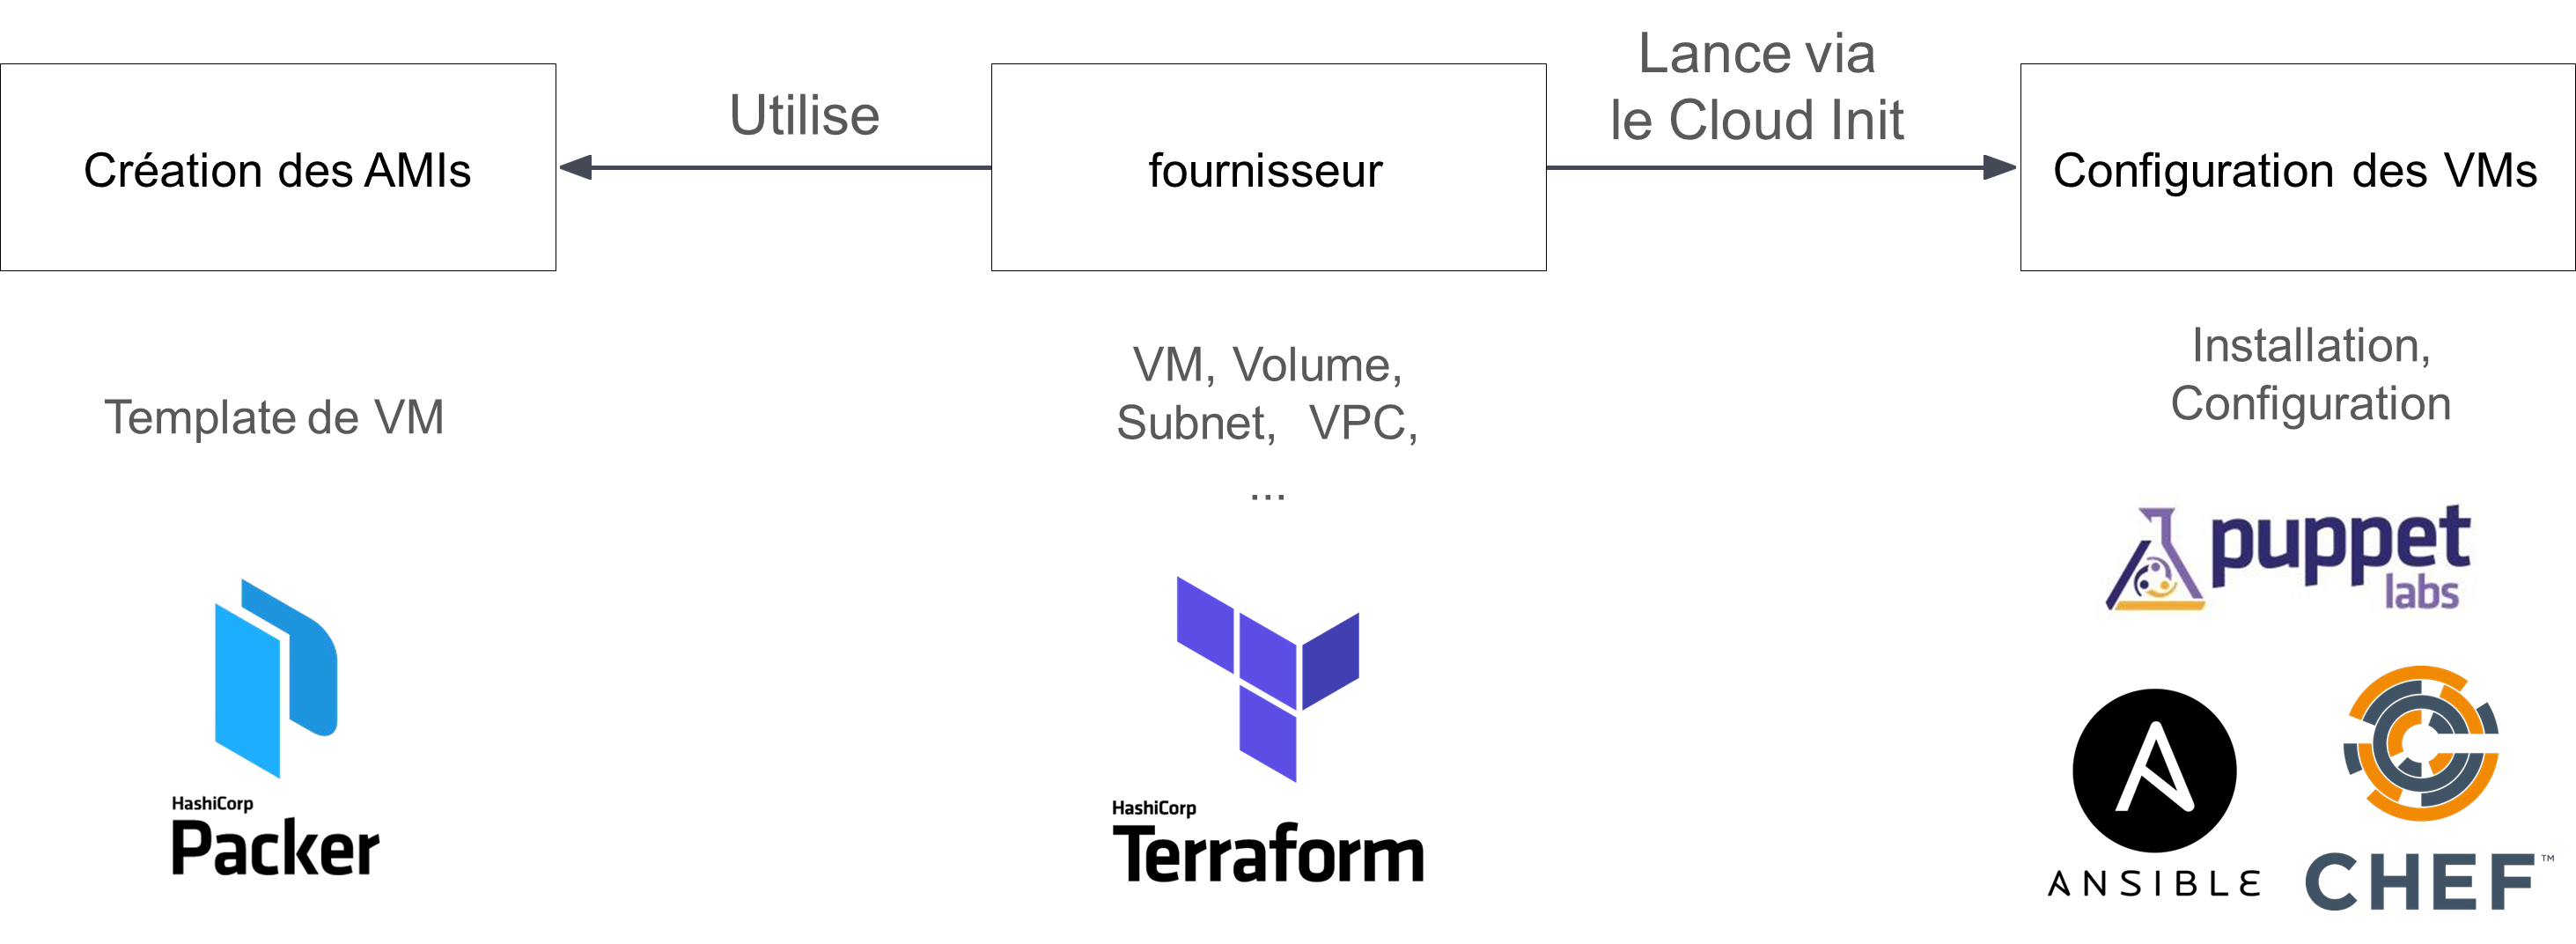 Création des AMIs
Utilise
fournisseur
Lance via
le Cloud Init
Configuration des VMs
Template de VM
VM, Volume,
Subnet, VPC,
...
Installation,
Configuration
HashiCorp
Packer
HashiCorp
Terraform
puppet
labs
ANSIBLE
CHEF™